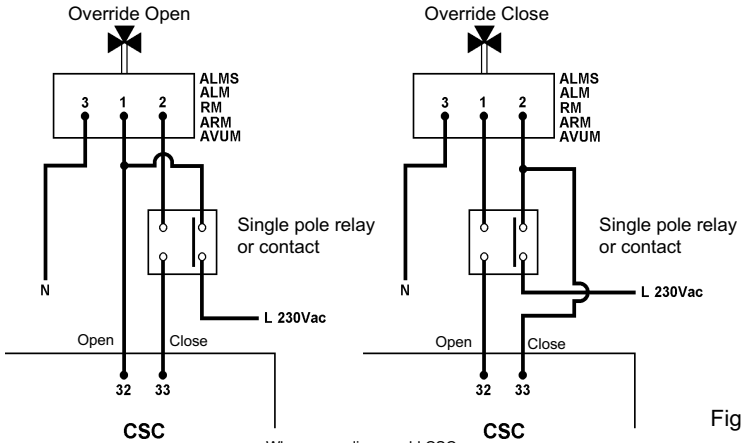 Override Open
ALMS
ALM
RM
ARM
AVUM
3 1 2
Single pole relay
or contact
N
L 230Vac
Open Close
32 33
CSC
Override Close
ALMS
ALM
RM
ARM
AVUM
3 1 2
Single pole relay
or contact
N
L 230Vac
Open Close
32 33
CSC
Fig